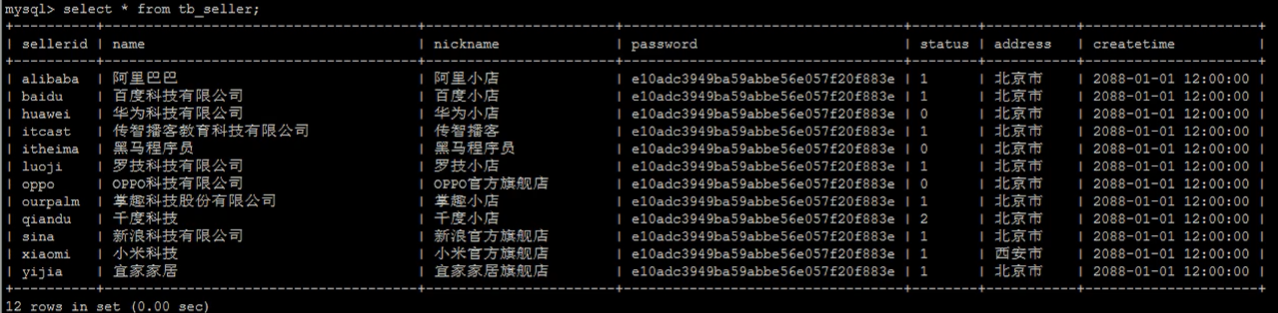 mysql> select * from tb_seller;
+----------+--------------------------------------+-----------------------+----------------------------------+--------+----------+---------------------+
| sellerid | name | nickname | password | status | address | createtime |
+----------+--------------------------------------+-----------------------+----------------------------------+--------+----------+---------------------+
| alibaba | 阿里巴巴 | 阿里小店 | e10adc3949ba59abbe56e057f20f883e | 1 | 北京市 | 2088-01-01 12:00:00 |
| baidu | 百度科技有限公司 | 百度小店 | e10adc3949ba59abbe56e057f20f883e | 1 | 北京市 | 2088-01-01 12:00:00 |
| huawei | 华为科技有限公司 | 华为小店 | e10adc3949ba59abbe56e057f20f883e | 0 | 北京市 | 2088-01-01 12:00:00 |
| itcast | 传智播客教育科技有限公司 | 传智播客 | e10adc3949ba59abbe56e057f20f883e | 1 | 北京市 | 2088-01-01 12:00:00 |
| itheima | 黑马程序员 | 黑马程序员 | e10adc3949ba59abbe56e057f20f883e | 0 | 北京市 | 2088-01-01 12:00:00 |
| luoji | 罗技科技有限公司 | 罗技小店 | e10adc3949ba59abbe56e057f20f883e | 1 | 北京市 | 2088-01-01 12:00:00 |
| oppo | OPPO科技有限公司 | OPPO官方旗舰店 | e10adc3949ba59abbe56e057f20f883e | 0 | 北京市 | 2088-01-01 12:00:00 |
| ourpalm | 掌趣科技股份有限公司 | 掌趣小店 | e10adc3949ba59abbe56e057f20f883e | 1 | 北京市 | 2088-01-01 12:00:00 |
| qiandu | 千度科技 | 千度小店 | e10adc3949ba59abbe56e057f20f883e | 2 | 北京市 | 2088-01-01 12:00:00 |
| sina | 新浪科技有限公司 | 新浪官方旗舰店 | e10adc3949ba59abbe56e057f20f883e | 1 | 北京市 | 2088-01-01 12:00:00 |
| xiaomi | 小米科技 | 小米官方旗舰店 | e10adc3949ba59abbe56e057f20f883e | 1 | 西安市 | 2088-01-01 12:00:00 |
| yijia | 宜家家居 | 宜家家居旗舰店 | e10adc3949ba59abbe56e057f20f883e | 1 | 北京市 | 2088-01-01 12:00:00 |
+----------+--------------------------------------+-----------------------+----------------------------------+--------+----------+---------------------+
12 rows in set (0.00 sec)